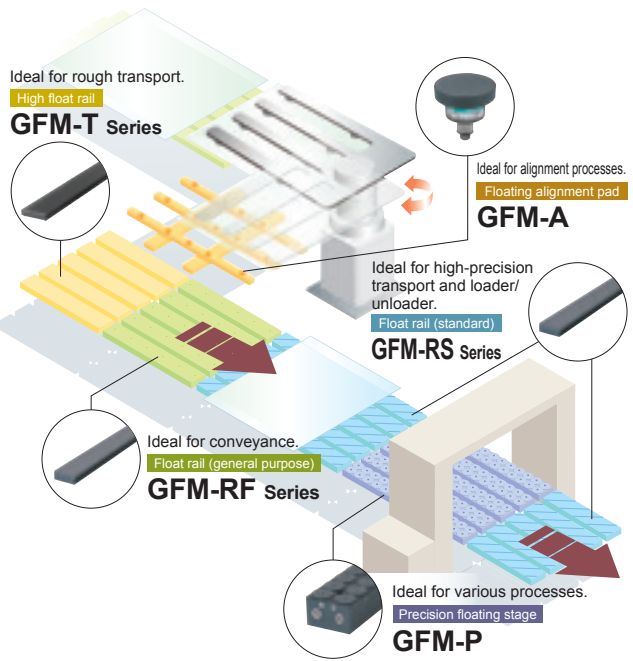 Ideal for rough transport.
High float rail
GFM-T Series
Ideal for alignment processes.
Floating alignment pad
GFM-A
Ideal for high-precision
transport and loader/
unloader.
Float rail (standard)
GFM-RS Series
Ideal for conveyance.
Float rail (general purpose)
GFM-RF Series
Ideal for various processes.
Precision floating stage
GFM-P